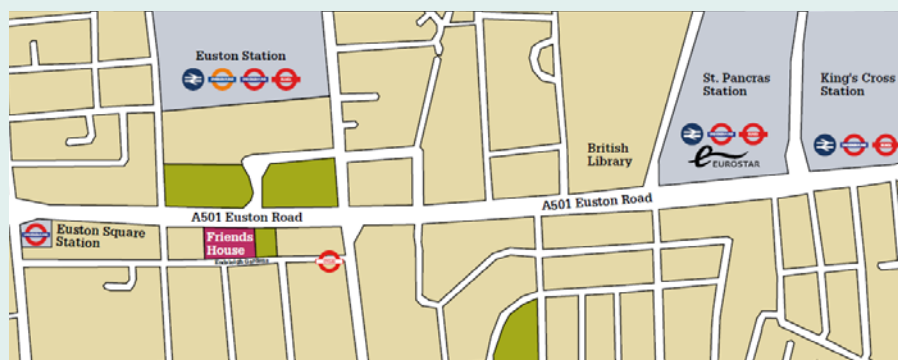 Euston Station
St. Pancras
Station
King's Cross
Station
British
Library
EUROSTAR
A501 Euston Road
A501 Euston Road
Euston Square
Station
Friends
House